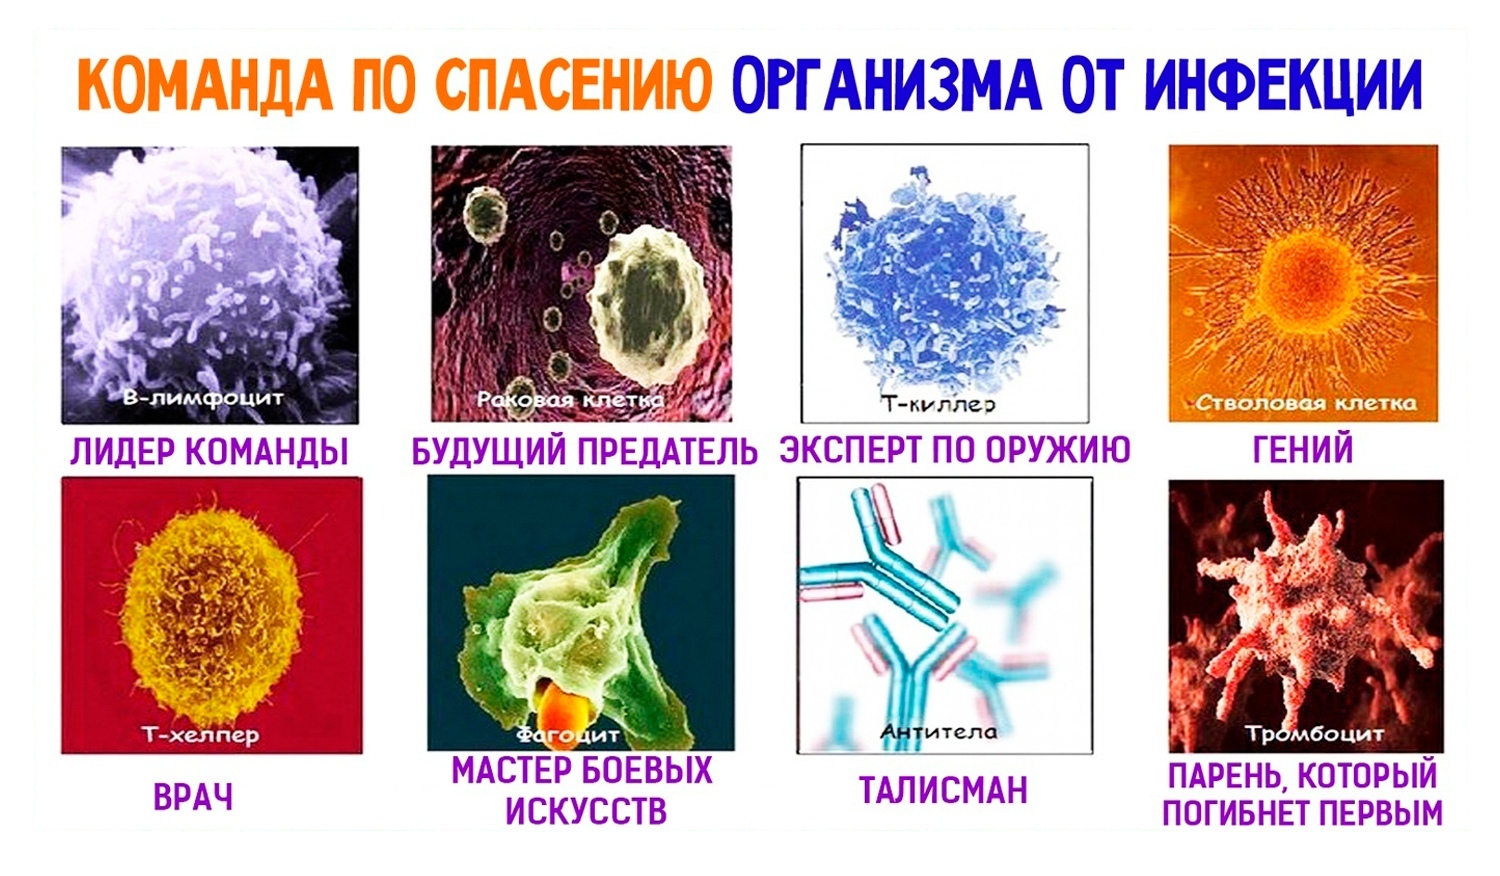 КОМАНДА ПО СПАСЕНИЮ ОРГАНИЗМА ОТ ИНФЕКЦИИ
В-лимфоцит
ЛИДЕР КОМАНДЫ
Раковая клетка
БУДУЩИЙ ПРЕДАТЕЛЬ
Т-киллер
ЭКСПЕРТ ПО ОРУЖИЮ
Стволовая клетка
ГЕНИЙ
Т-хелпер
ВРАЧ
Фагоцит
МАСТЕР БОЕВЫХ
ИСКУССТВ
Антитела
ТАЛИСМАН
Тромбоцит
ПАРЕНЬ, КОТОРЫЙ
ПОГИБНЕТ ПЕРВЫМ